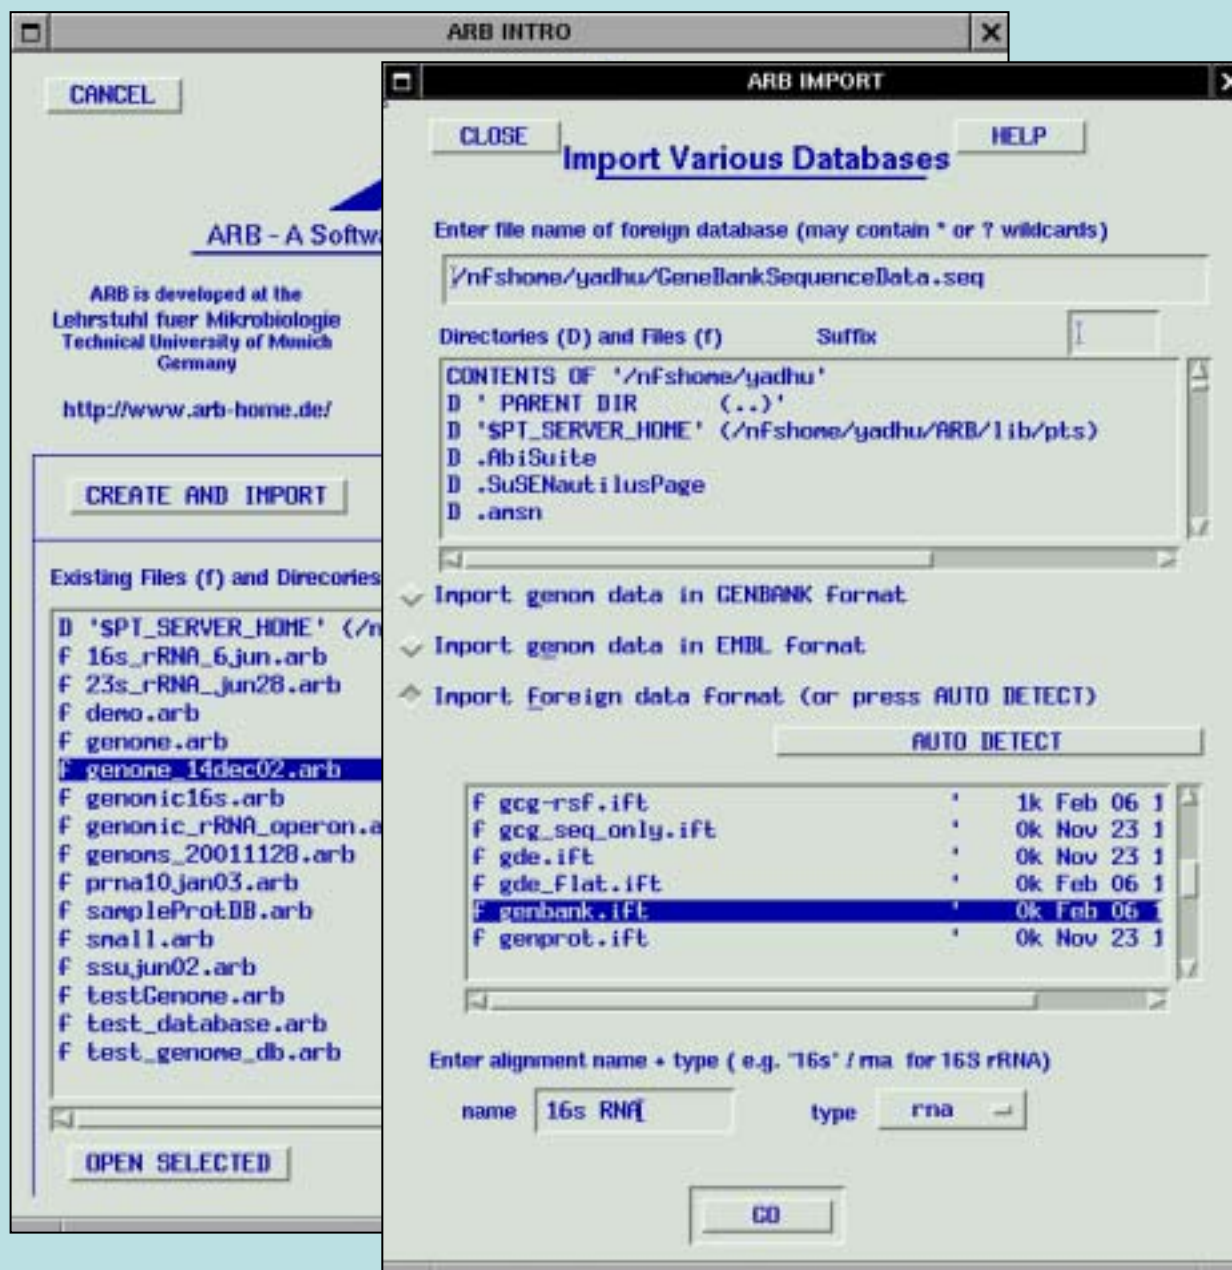 ARB INTRO
CANCEL
ARB - A Softwa
ARB is developed at the
Lehrstuhl fuer Mikrobiologie
Technical University of Munich
Germany
http://www.arb-home.de/
CREATE AND IMPORT
Existing Files (f) and Direcories
D '$PT_SERVER_HOME' (/n
f 16s_rRNA_6jun.arb
f 23s_rRNA_jun28.arb
f demo.arb
f genome.arb
f genome_14dec02.arb
f genomic16s.arb
f genomic_rRNA_operon.a
f genoms_20011128.arb
f prna10jan03.arb
f sampleProtDB.arb
f small.arb
f ssujun02.arb
f testGenome.arb
f test_database.arb
f test_genome_db.arb
OPEN SELECTED
ARB IMPORT
CLOSE
HELP
Import Various Databases
Enter file name of foreign database (may contain * or ? wildcards)
/nfshome/yadhu/GeneBankSequenceData.seq
Directories (D) and Files (f) Suffix
CONTENTS OF '/nfshome/yadhu'
D ' PARENT DIR (..)'
D '$PT_SERVER_HOME' (/nfshome/yadhu/ARB/lib/pts)
D .AbiSuite
D .SuSENautilusPage
D .amsn
Import genom data in GENBANK format
Import genom data in EMBL format
Import foreign data format (or press AUTO DETECT)
AUTO DETECT
f gcg-rsf.ift ' 1k Feb 06 1
f gcg_seq_only.ift ' 0k Nov 23 1
f gde.ift ' 0k Nov 23 1
f gde_flat.ift ' 0k Feb 06 1
f genbank.ift ' 0k Feb 06 1
f genprot.ift ' 0k Nov 23 1
Enter alignment name + type ( e.g. "16s" / rna for 16S rRNA)
name 16s RNA type rna
GO